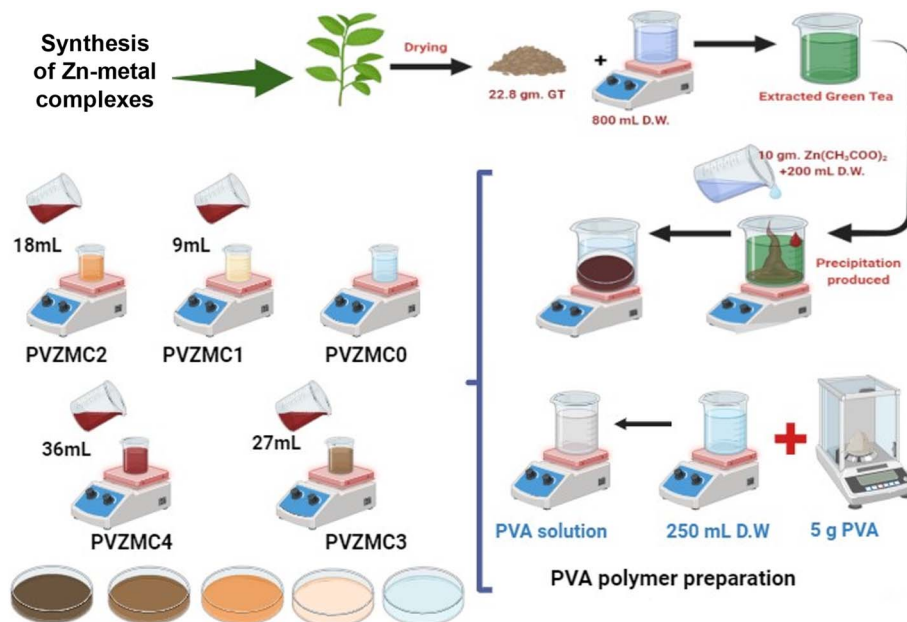 Synthesis
of Zn-metal
complexes
Drying
22.8 gm. GT
+
800 mL D.W.
Extracted Green Tea
10 gm. Zn(CH₃COO)₂
+200 mL D.W.
Precipitation
produced
18mL
9mL
PVZMC2
PVZMC1
PVZMC0
36mL
27mL
PVZMC4
PVZMC3
PVA solution
250 mL D.W
5 g PVA
PVA polymer preparation